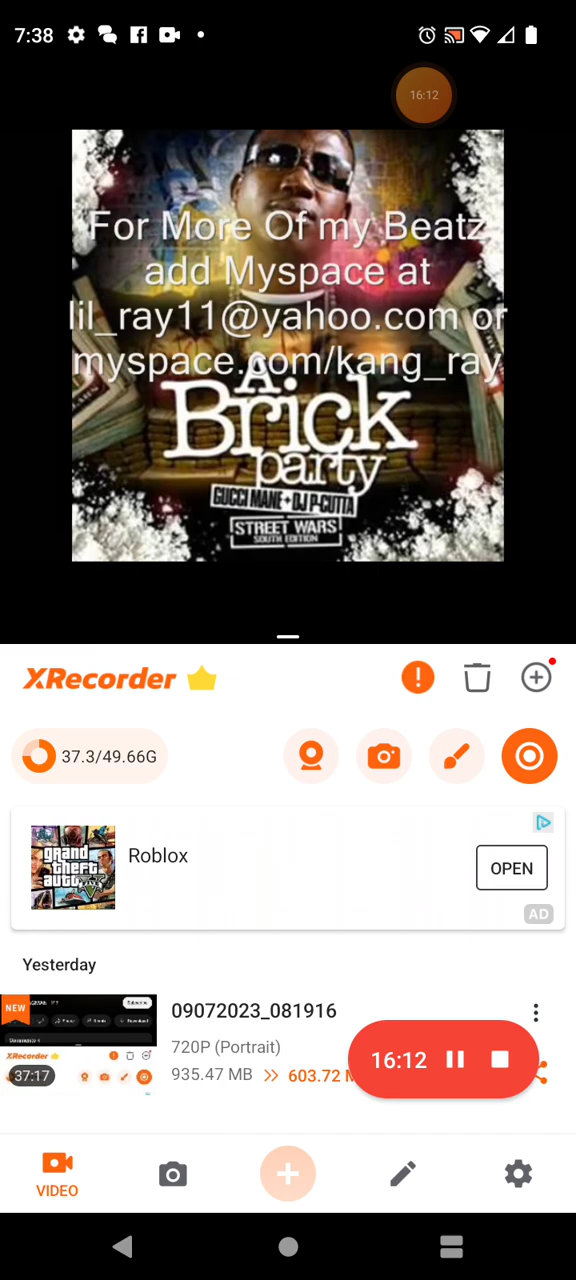 7:38
16:12
For More Of my Beatz
add Myspace at
lil_ray11@yahoo.com or
myspace.com/kang_ray
A
Brick
party
GUCCI MANE + DJ P-CUTTA
STREET WARS
SOUTH EDITION
XRecorder
37.3/49.66G
grand
theft
auto
V
Roblox
OPEN
AD
Yesterday
NEW
37:17
XRecorder
09072023_081916
720P (Portrait)
935.47 MB >> 603.72 M
16:12
VIDEO